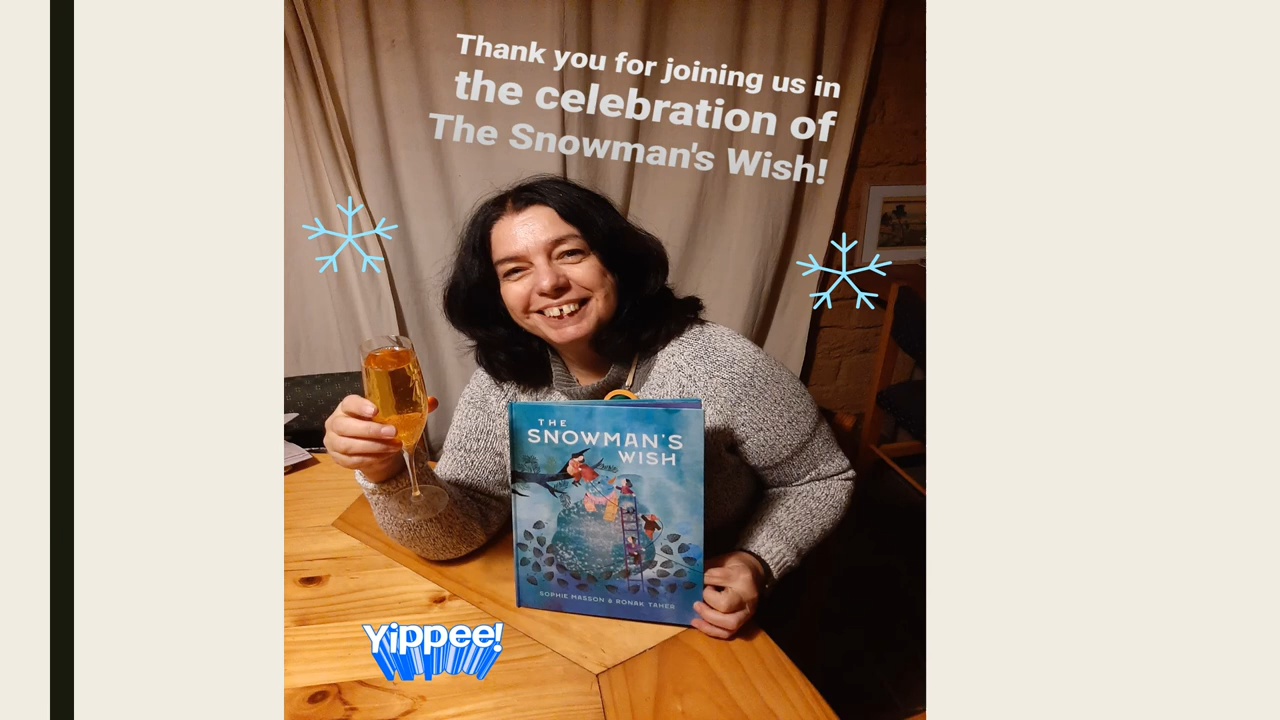 Thank you for joining us in
the celebration of
The Snowman's Wish!
THE
SNOWMAN'S
WISH
SOPHIE MASSON & RONAK TAHER
Yippee!